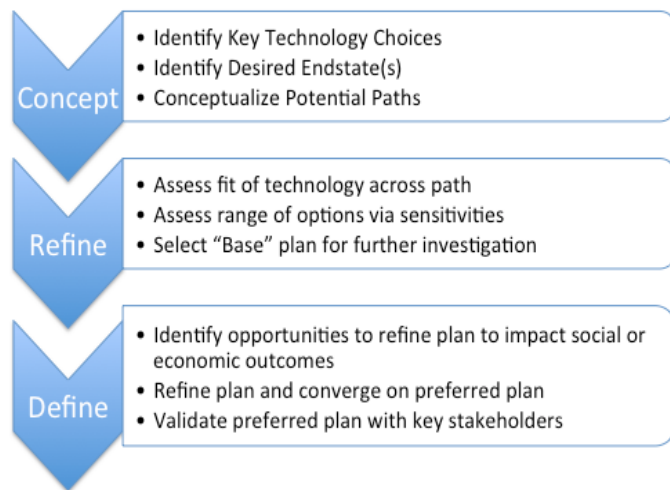 Concept
• Identify Key Technology Choices
• Identify Desired Endstate(s)
• Conceptualize Potential Paths
Refine
• Assess fit of technology across path
• Assess range of options via sensitivities
• Select “Base” plan for further investigation
Define
• Identify opportunities to refine plan to impact social or
economic outcomes
• Refine plan and converge on preferred plan
• Validate preferred plan with key stakeholders